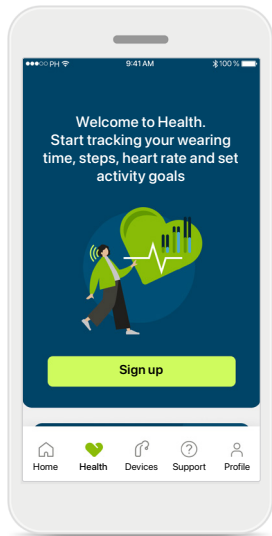 ●●●○○ PH 9:41 AM 100 %
Welcome to Health.
Start tracking your wearing
time, steps, heart rate and set
activity goals
Sign up
Home Health Devices Support Profile